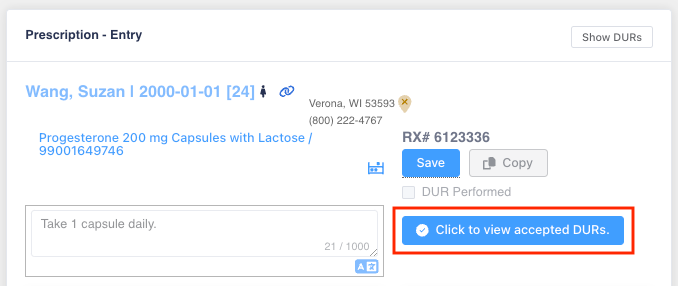 Prescription - Entry
Show DURs
Wang, Suzan | 2000-01-01 [24]
Verona, WI 53593
(800) 222-4767
Progesterone 200 mg Capsules with Lactose /
99001649746
RX# 6123336
Save
Copy
DUR Performed
Take 1 capsule daily.
21 / 1000
Click to view accepted DURs.